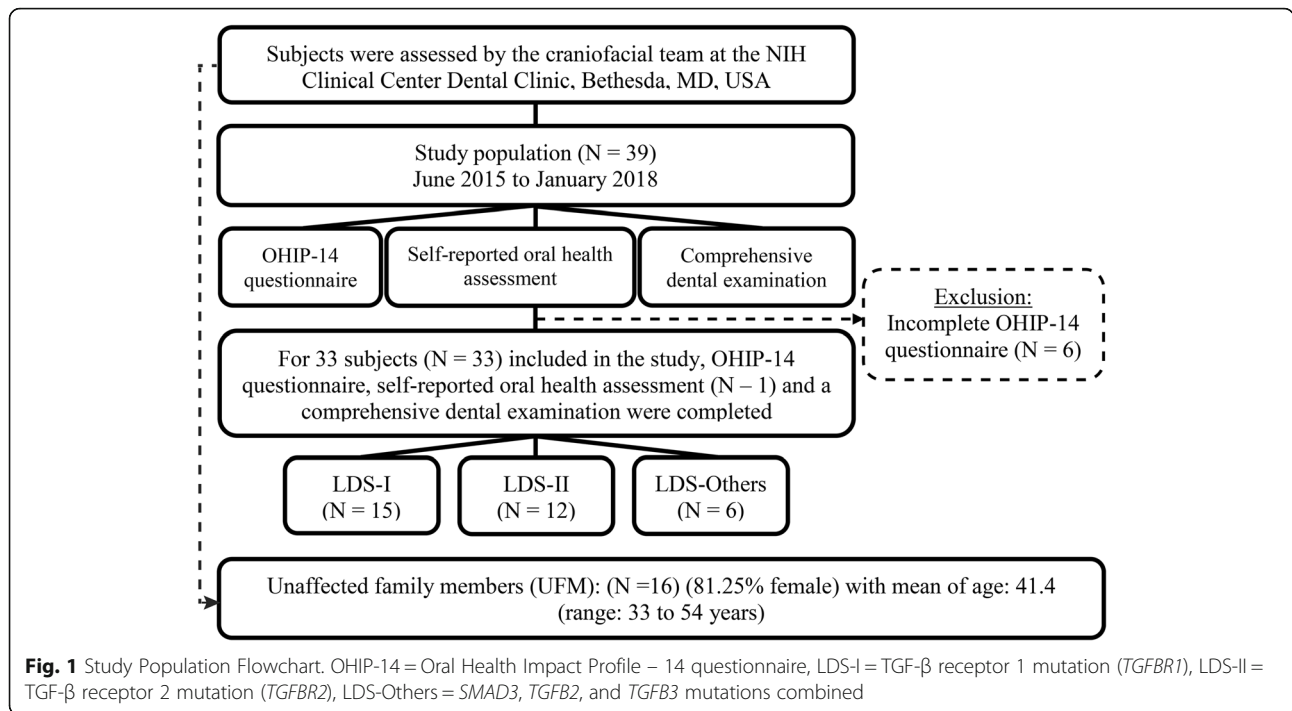 Subjects were assessed by the craniofacial team at the NIH
Clinical Center Dental Clinic, Bethesda, MD, USA
Study population (N = 39)
June 2015 to January 2018
OHIP-14
questionnaire
Self-reported oral health
assessment
Comprehensive
dental examination
Exclusion:
Incomplete OHIP-14
questionnaire (N = 6)
For 33 subjects (N = 33) included in the study, OHIP-14
questionnaire, self-reported oral health assessment (N – 1) and a
comprehensive dental examination were completed
LDS-I
(N = 15)
LDS-II
(N = 12)
LDS-Others
(N = 6)
Unaffected family members (UFM): (N =16) (81.25% female) with mean of age: 41.4
(range: 33 to 54 years)
Fig. 1 Study Population Flowchart. OHIP-14 = Oral Health Impact Profile – 14 questionnaire, LDS-I = TGF-β receptor 1 mutation (TGFBR1), LDS-II =
TGF-β receptor 2 mutation (TGFBR2), LDS-Others = SMAD3, TGFB2, and TGFB3 mutations combined